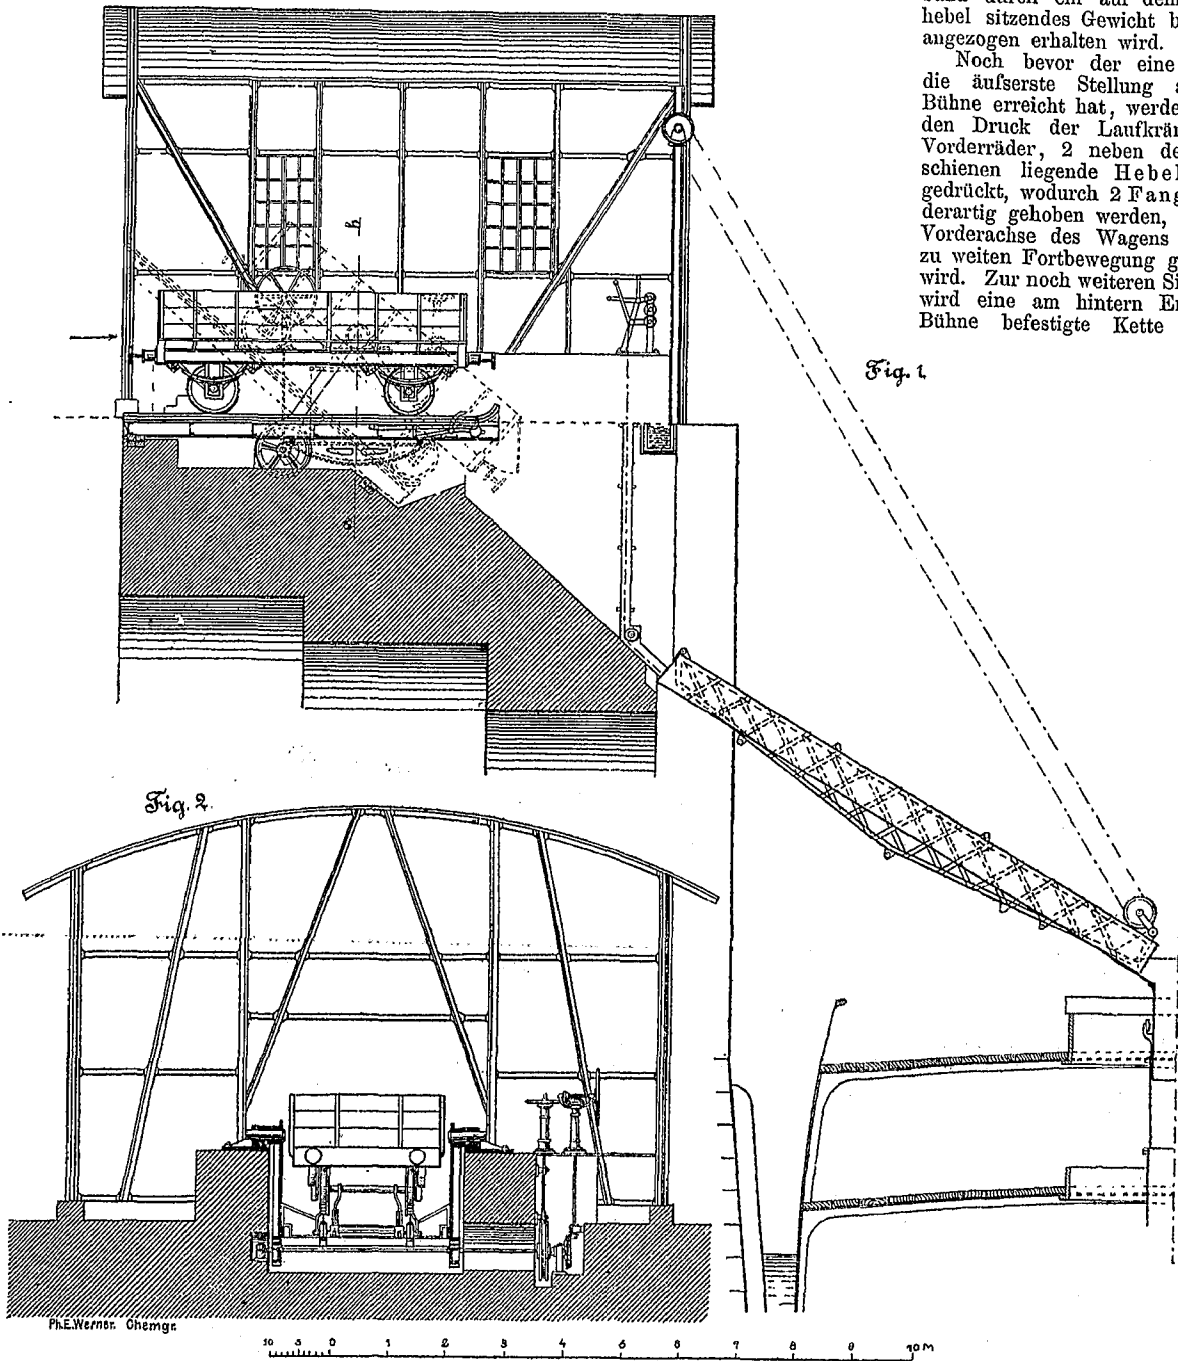 hebel sitzendes Gewicht b
angezogen erhalten wird.
Noch bevor der eine
die äufserste Stellung a
Bühne erreicht hat, werde
den Druck der Laufkrän
Vorderräder, 2 neben de
schienen liegende Hebel
gedrückt, wodurch 2 Fang
derartig gehoben werden,
Vorderachse des Wagens
zu weiten Fortbewegung g
wird. Zur noch weiteren Si
wird eine am hintern En
Bühne befestigte Kette
Fig. 1.
Fig. 2.
Ph.E.Werner. Chemgr.
10 5 0 1 2 3 4 5 6 7 8 9 10 M